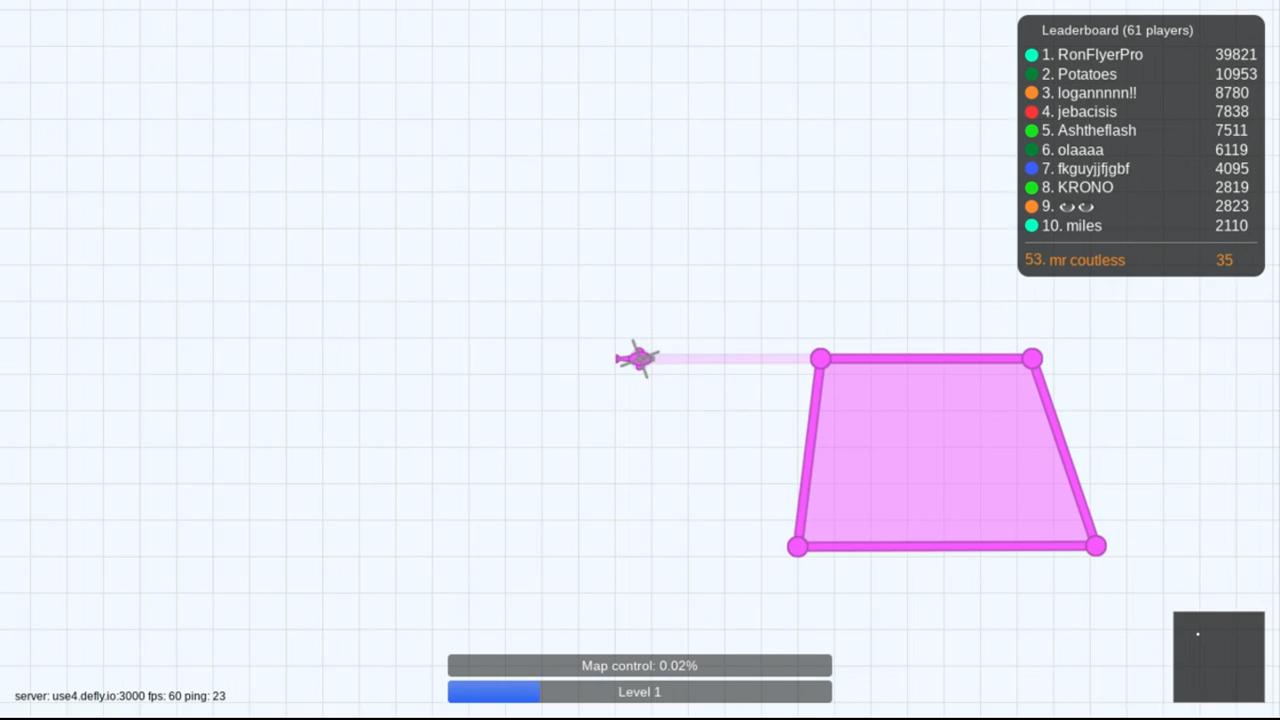 Leaderboard (61 players)
1. RonFlyerPro 39821
2. Potatoes 10953
3. logannnnn!! 8780
4. jebacisis 7838
5. Ashtheflash 7511
6. olaaaa 6119
7. fkguyjjfjgbf 4095
8. KRONO 2819
9. 2823
10. miles 2110
53. mr coutless 35
Map control: 0.02%
Level 1
server: use4.defly.io:3000 fps: 60 ping: 23